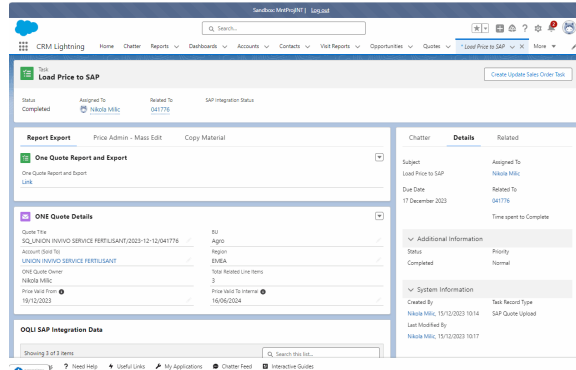 Sandbox: MntProjINT | Log out
Search...
CRM Lightning Home Chatter Reports Dashboards Accounts Contacts Visit Reports Opportunities Quotes * Load Price to SAP More
Task
Load Price to SAP
Create Update Sales Order Task
Status Assigned To Related To SAP Integration Status
Completed Nikola Milic 041776
Report Export Price Admin - Mass Edit Copy Material
One Quote Report and Export
One Quote Report and Export
Link
ONE Quote Details
Quote Title BU
SQ_UNION INVIVO SERVICE FERTILISANT/2023-12-12/041776 Agro
Account (Sold To) Region
UNION INVIVO SERVICE FERTILISANT EMEA
ONE Quote Owner Total Related Line Items
Nikola Milic 3
Price Valid From Price Valid To Internal
19/12/2023 16/06/2024
OQLI SAP Integration Data
Showing 3 of 3 items Search this list...
Chatter Details Related
Subject Assigned To
Load Price to SAP Nikola Milic
Due Date Related To
17 December 2023 041776
Time spent to Complete
Additional Information
Status Priority
Completed Normal
System Information
Created By Task Record Type
Nikola Milic, 15/12/2023 10:14 SAP Quote Upload
Last Modified By
Nikola Milic, 15/12/2023 10:17
Need Help Useful Links My Applications Chatter Feed Interactive Guides